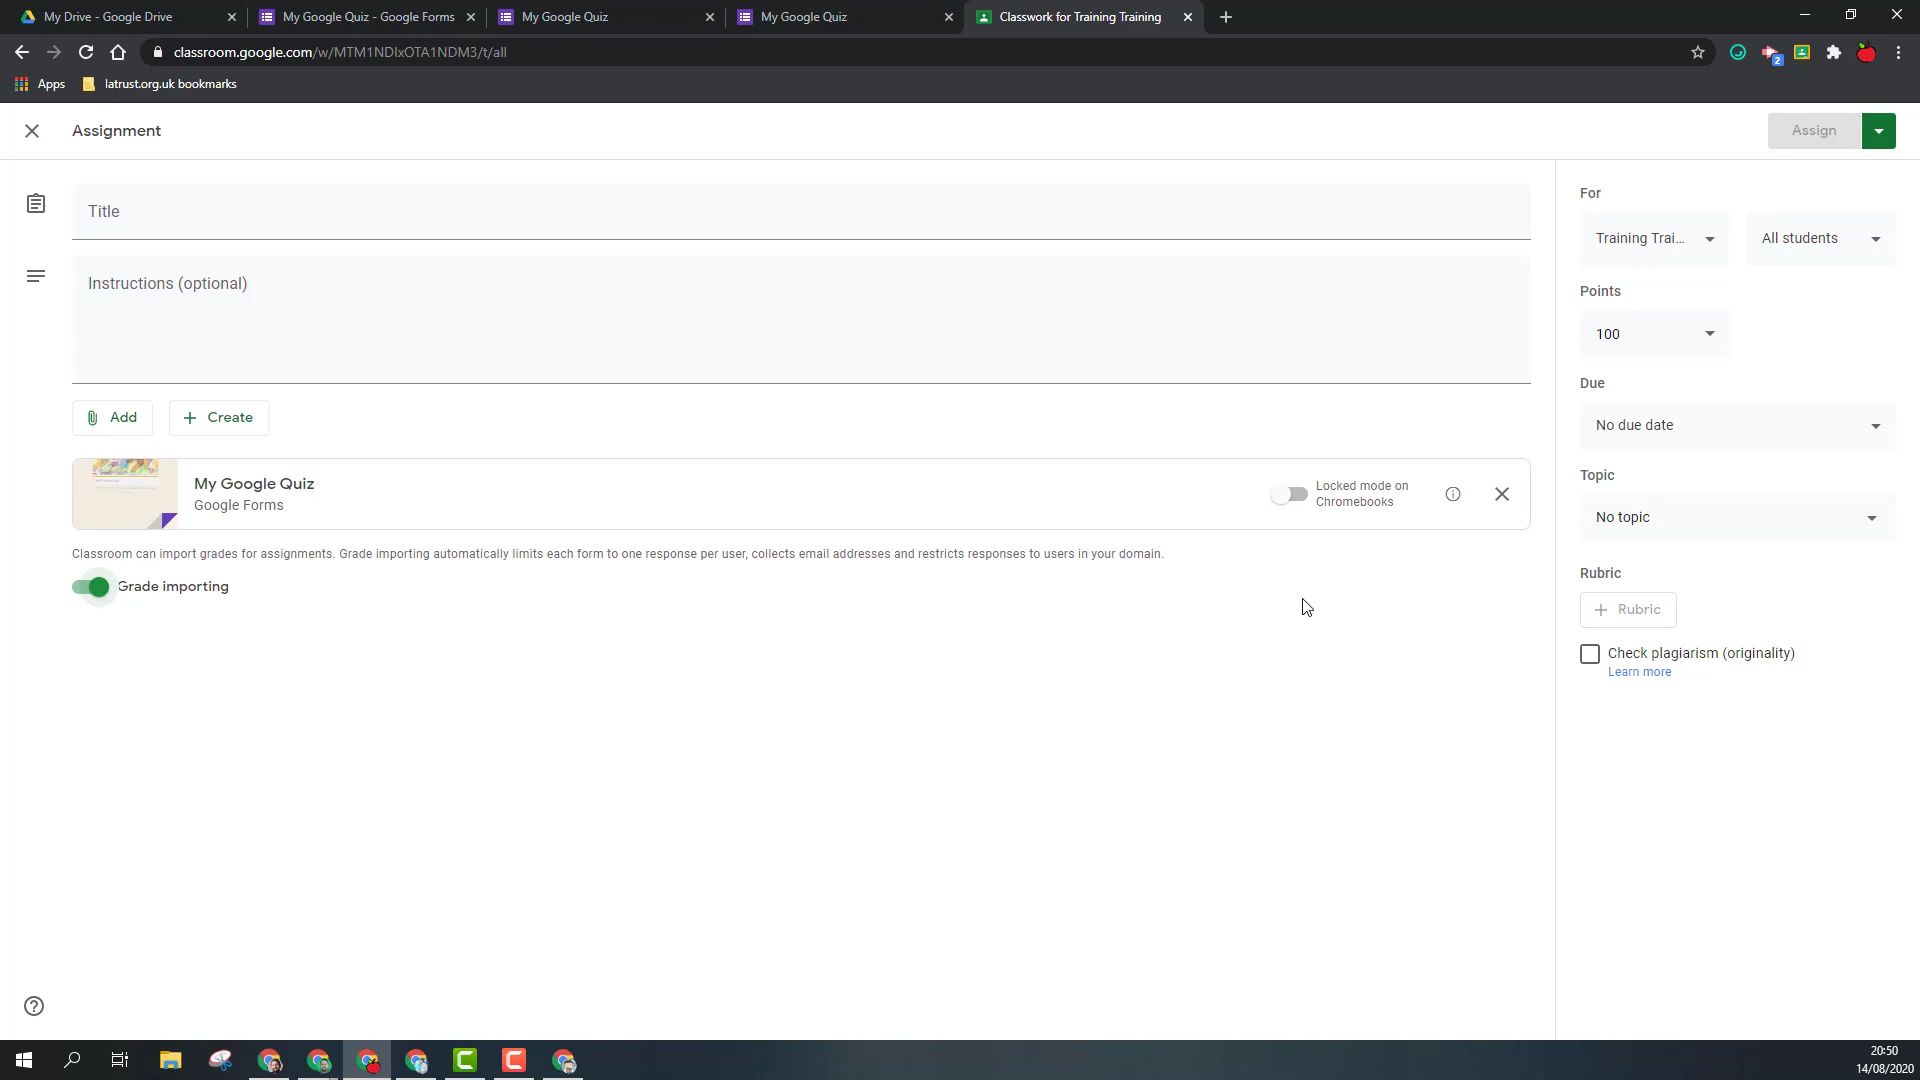 My Drive - Google Drive
My Google Quiz - Google Forms
My Google Quiz
My Google Quiz
Classwork for Training Training
classroom.google.com/w/MTM1NDIxOTA1NDM3/t/all
2
Apps
latrust.org.uk bookmarks
Assignment
Assign
Title
Instructions (optional)
Add
Create
My Google Quiz
Google Forms
Locked mode on
Chromebooks
Classroom can import grades for assignments. Grade importing automatically limits each form to one response per user, collects email addresses and restricts responses to users in your domain.
Grade importing
For
Training Trai...
All students
Points
100
Due
No due date
Topic
No topic
Rubric
Rubric
Check plagiarism (originality)
Learn more
20:50
14/08/2020